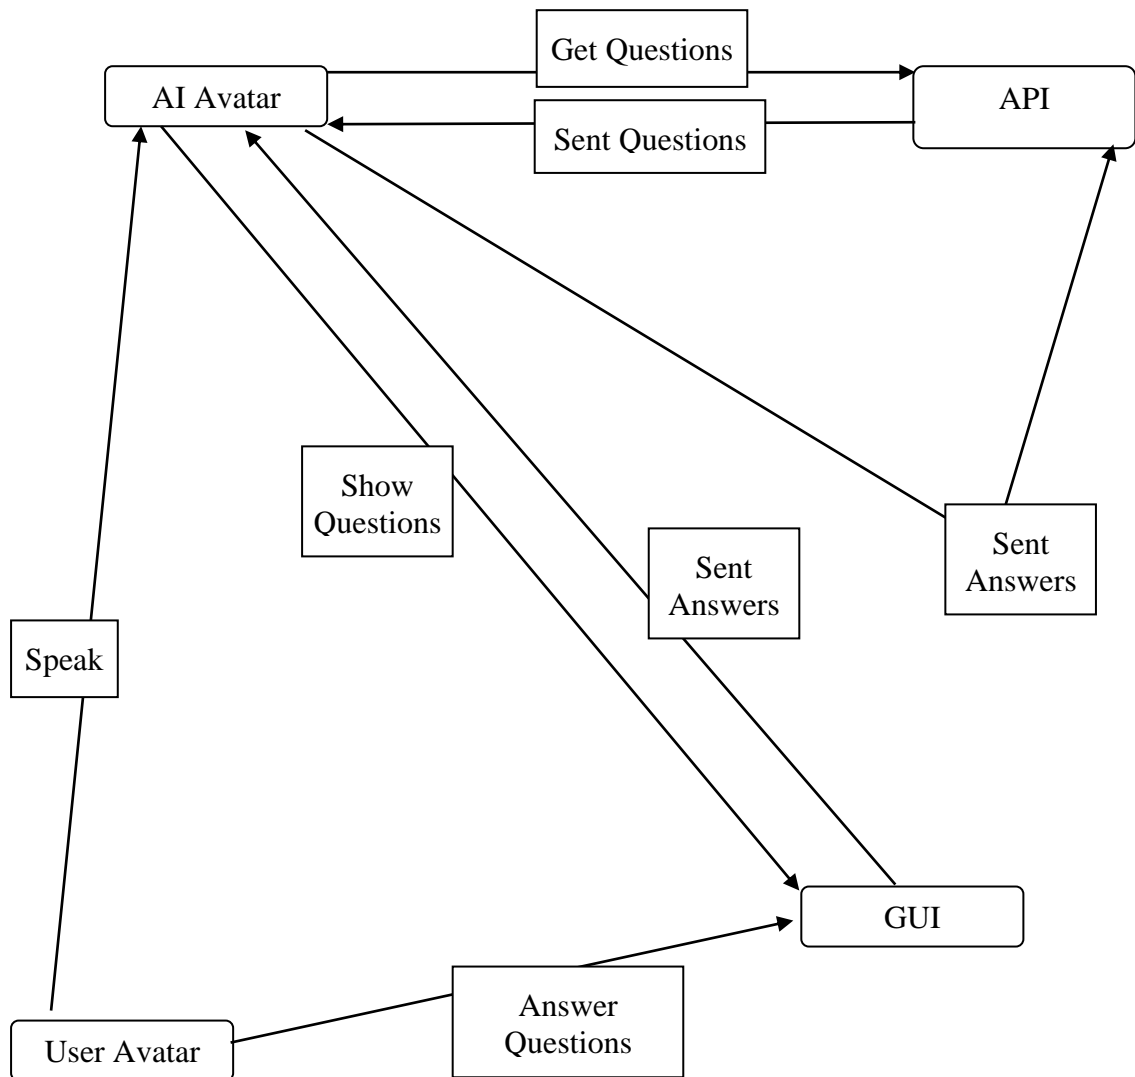 Get Questions
AI Avatar
API
Sent Questions
Show
Questions
Sent
Answers
Sent
Answers
Speak
GUI
Answer
Questions
User Avatar